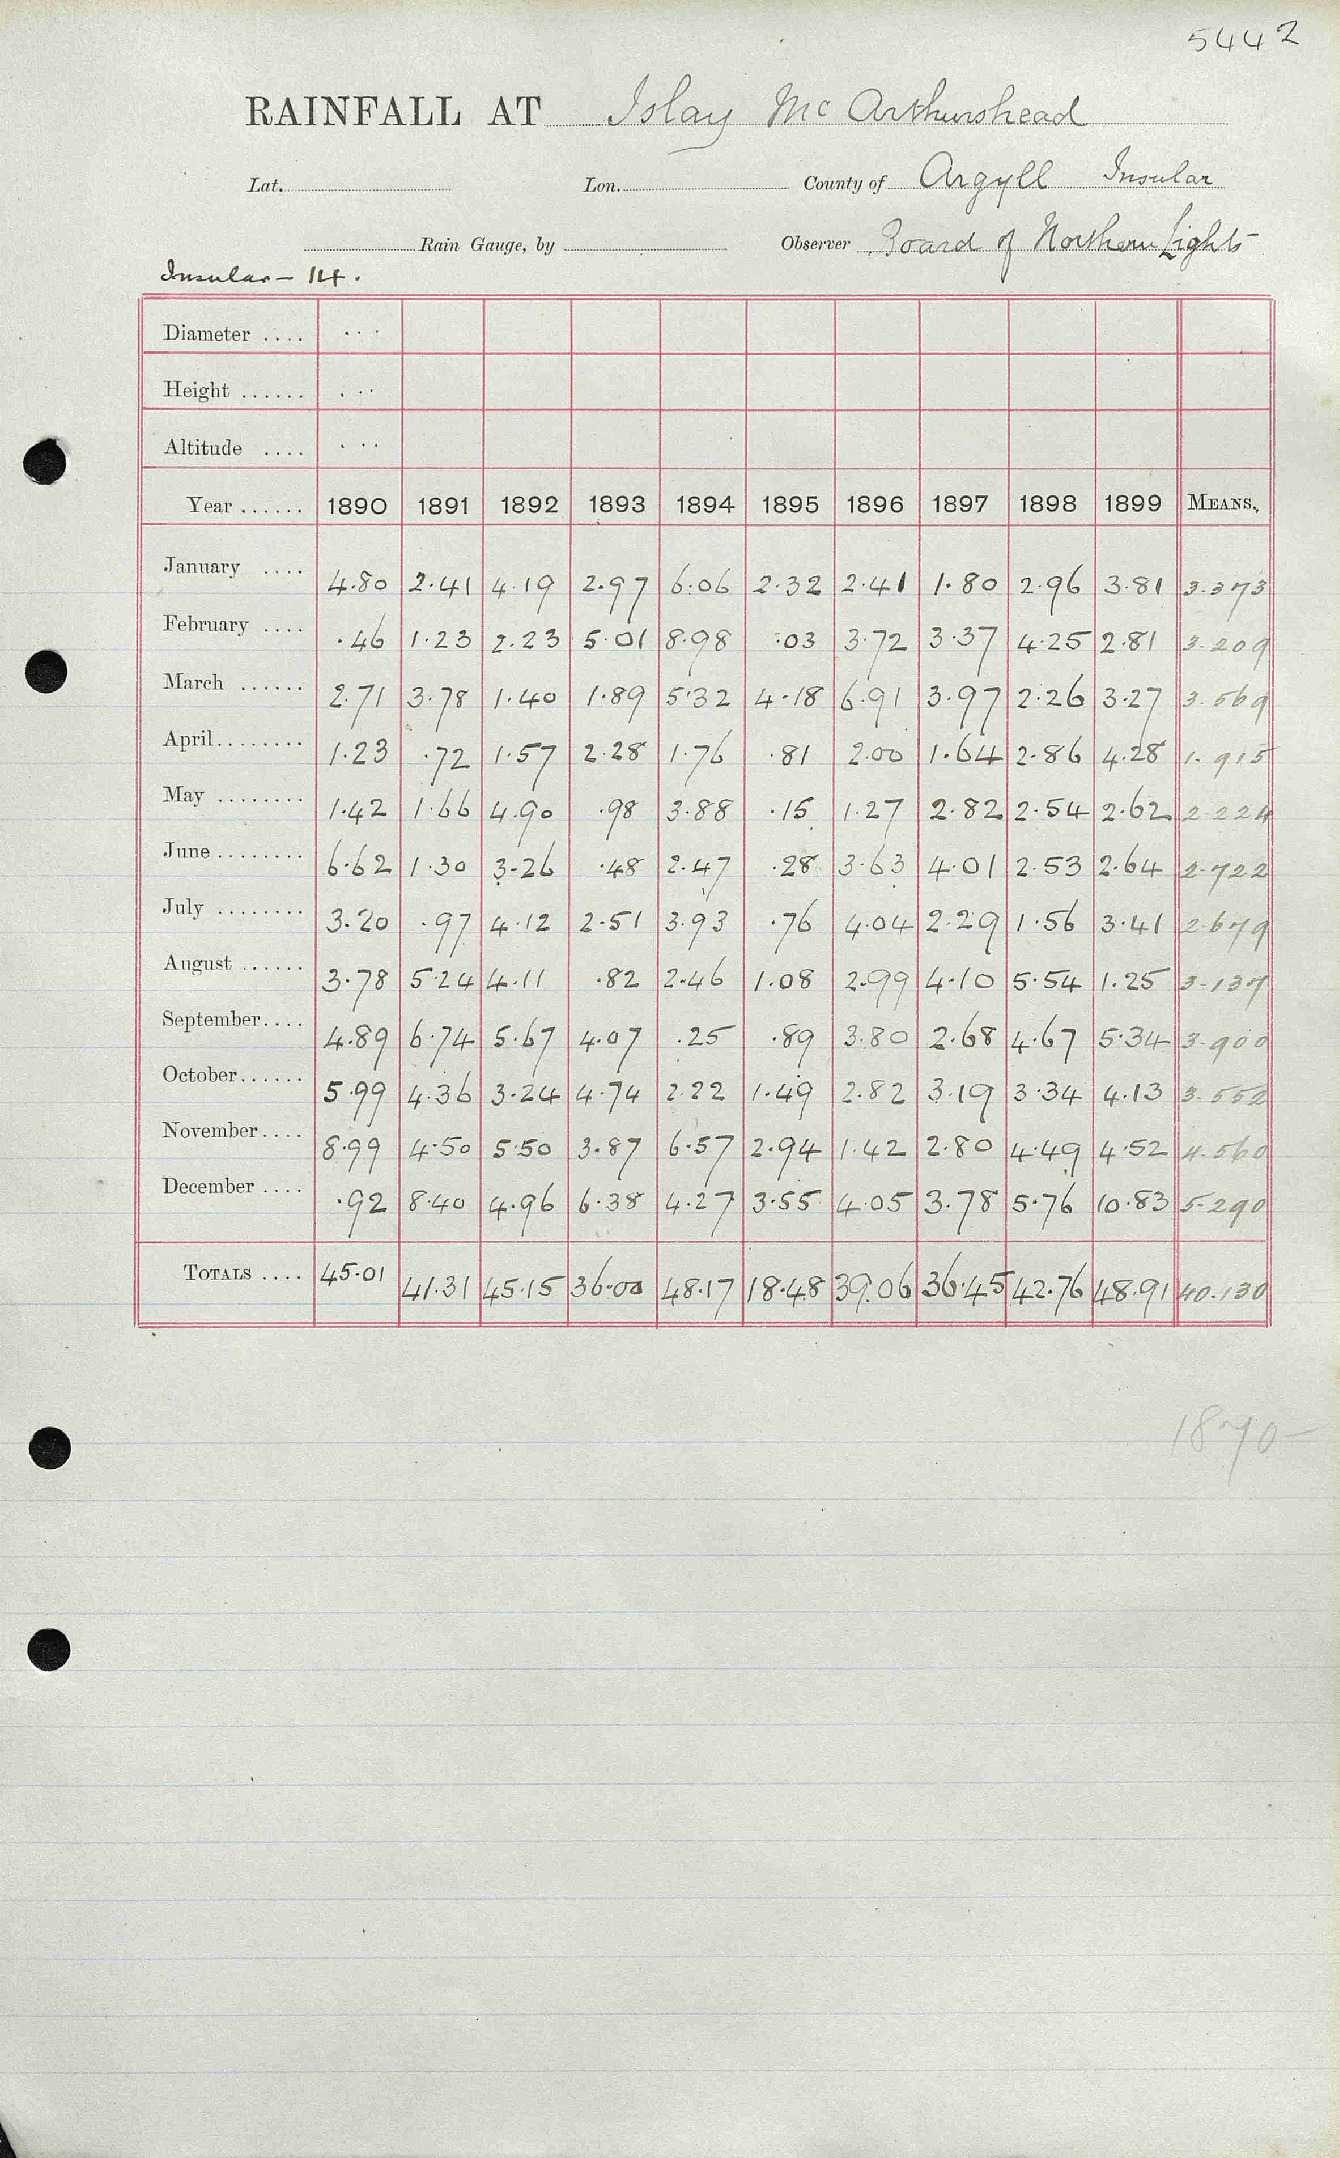 5442
RAINFALL AT Islay Mc Arthurshead
Lat. Lon. County of Argyll Insular
Rain Gauge, by Observer Board of Northern Lights
Insular - 14.
Diameter .... ...
Height ...... ...
Altitude .... ...
Year ...... 1890 1891 1892 1893 1894 1895 1896 1897 1898 1899 MEANS.
January .... 4.80 2.41 4.19 2.97 6.06 2.32 2.41 1.80 2.96 3.81 3.373
February .... .46 1.23 2.23 5.01 8.98 .03 3.72 3.37 4.25 2.81 3.209
March ...... 2.71 3.78 1.40 1.89 5.32 4.18 6.91 3.97 2.26 3.27 3.569
April........ 1.23 .72 1.57 2.28 1.76 .81 2.00 1.64 2.86 4.28 1.915
May ........ 1.42 1.66 4.90 .98 3.88 .15 1.27 2.82 2.54 2.62 2.224
June ........ 6.62 1.30 3.26 .48 2.47 .28 3.63 4.01 2.53 2.64 2.722
July ........ 3.20 .97 4.12 2.51 3.93 .76 4.04 2.29 1.56 3.41 2.679
August ...... 3.78 5.24 4.11 .82 2.46 1.08 2.99 4.10 5.54 1.25 3.137
September.... 4.89 6.74 5.67 4.07 .25 .89 3.80 2.68 4.67 5.34 3.900
October...... 5.99 4.36 3.24 4.74 2.22 1.49 2.82 3.19 3.34 4.13 3.552
November.... 8.99 4.50 5.50 3.87 6.57 2.94 1.42 2.80 4.49 4.52 4.560
December .... .92 8.40 4.96 6.38 4.27 3.55 4.05 3.78 5.76 10.83 5.290
TOTALS .... 45.01 41.31 45.15 36.00 48.17 18.48 39.06 36.45 42.76 48.91 40.130
1870-